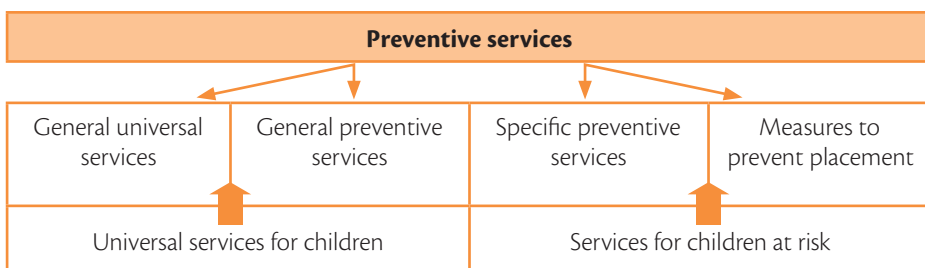 Preventive services
General universal
services
General preventive
services
Specific preventive
services
Measures to
prevent placement
Universal services for children
Services for children at risk